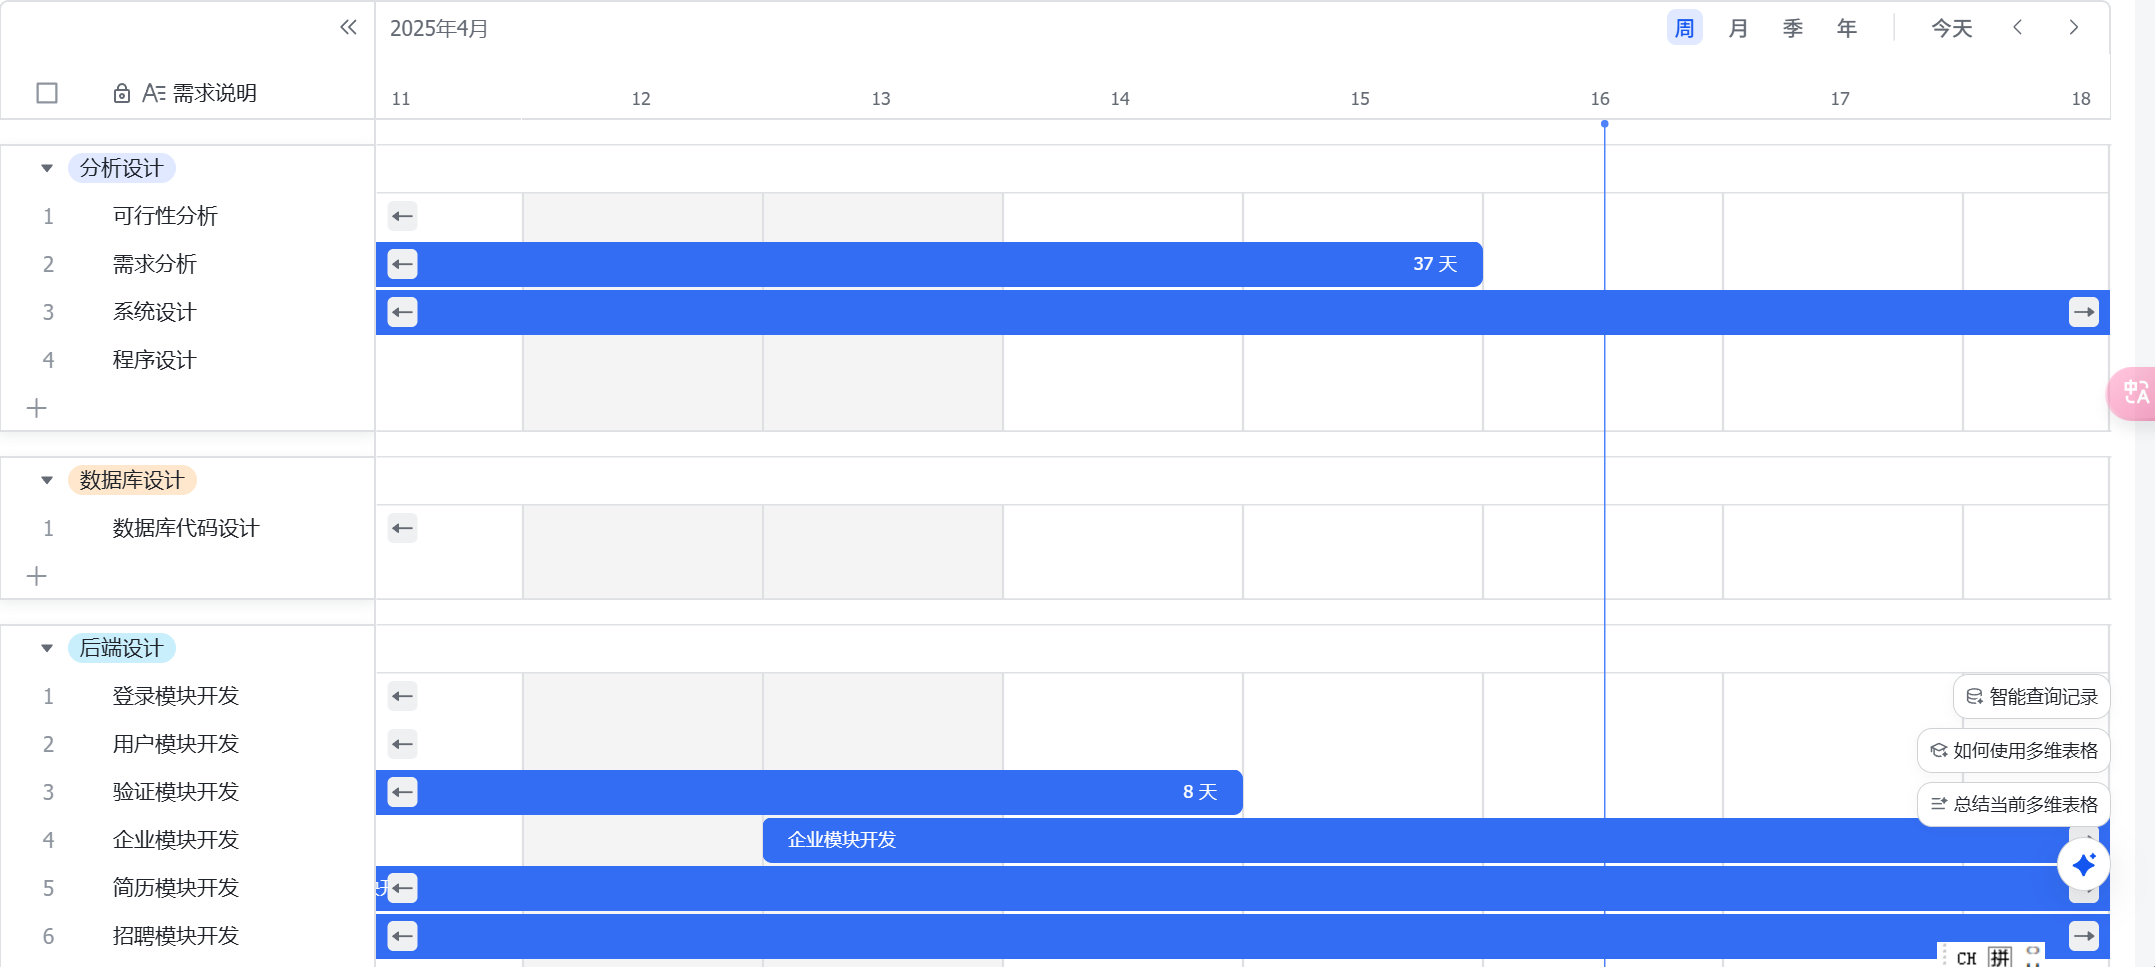 2025年4月
周 月 季 年 今天
需求说明
11 12 13 14 15 16 17 18
分析设计
1 可行性分析
2 需求分析 37 天
3 系统设计
4 程序设计
数据库设计
1 数据库代码设计
后端设计
1 登录模块开发
智能查询记录
2 用户模块开发
如何使用多维表格
3 验证模块开发 8 天
总结当前多维表格
4 企业模块开发 企业模块开发
5 简历模块开发
6 招聘模块开发
CH 拼